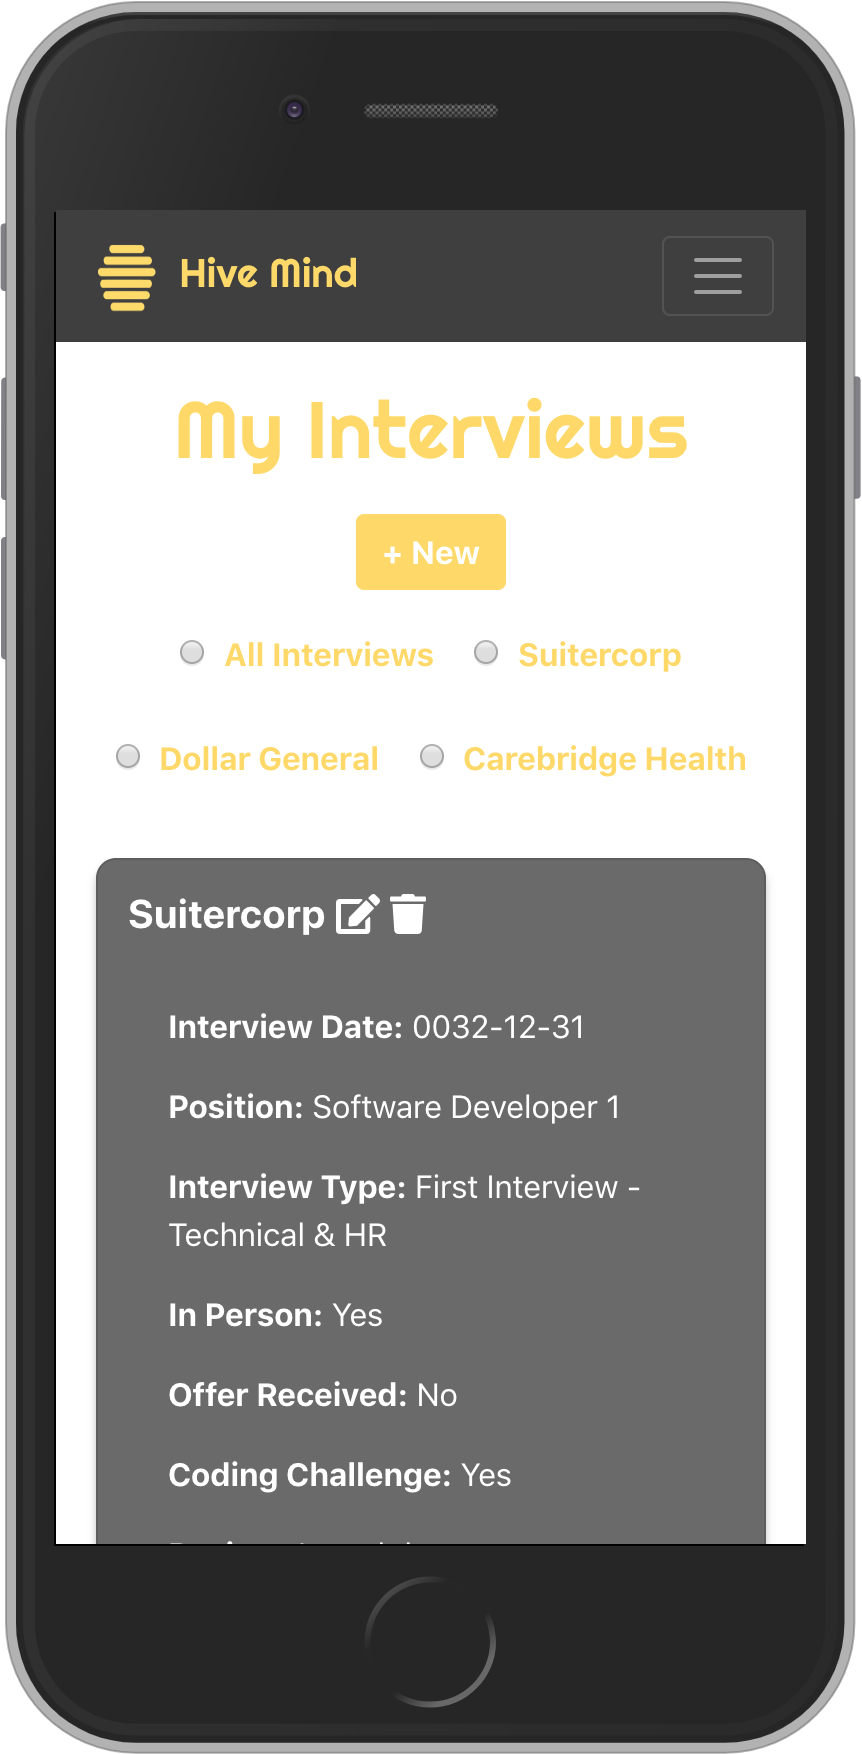 Hive Mind
My Interviews
+ New
All Interviews Suitercorp
Dollar General Carebridge Health
Suitercorp
Interview Date: 0032-12-31
Position: Software Developer 1
Interview Type: First Interview -
Technical & HR
In Person: Yes
Offer Received: No
Coding Challenge: Yes